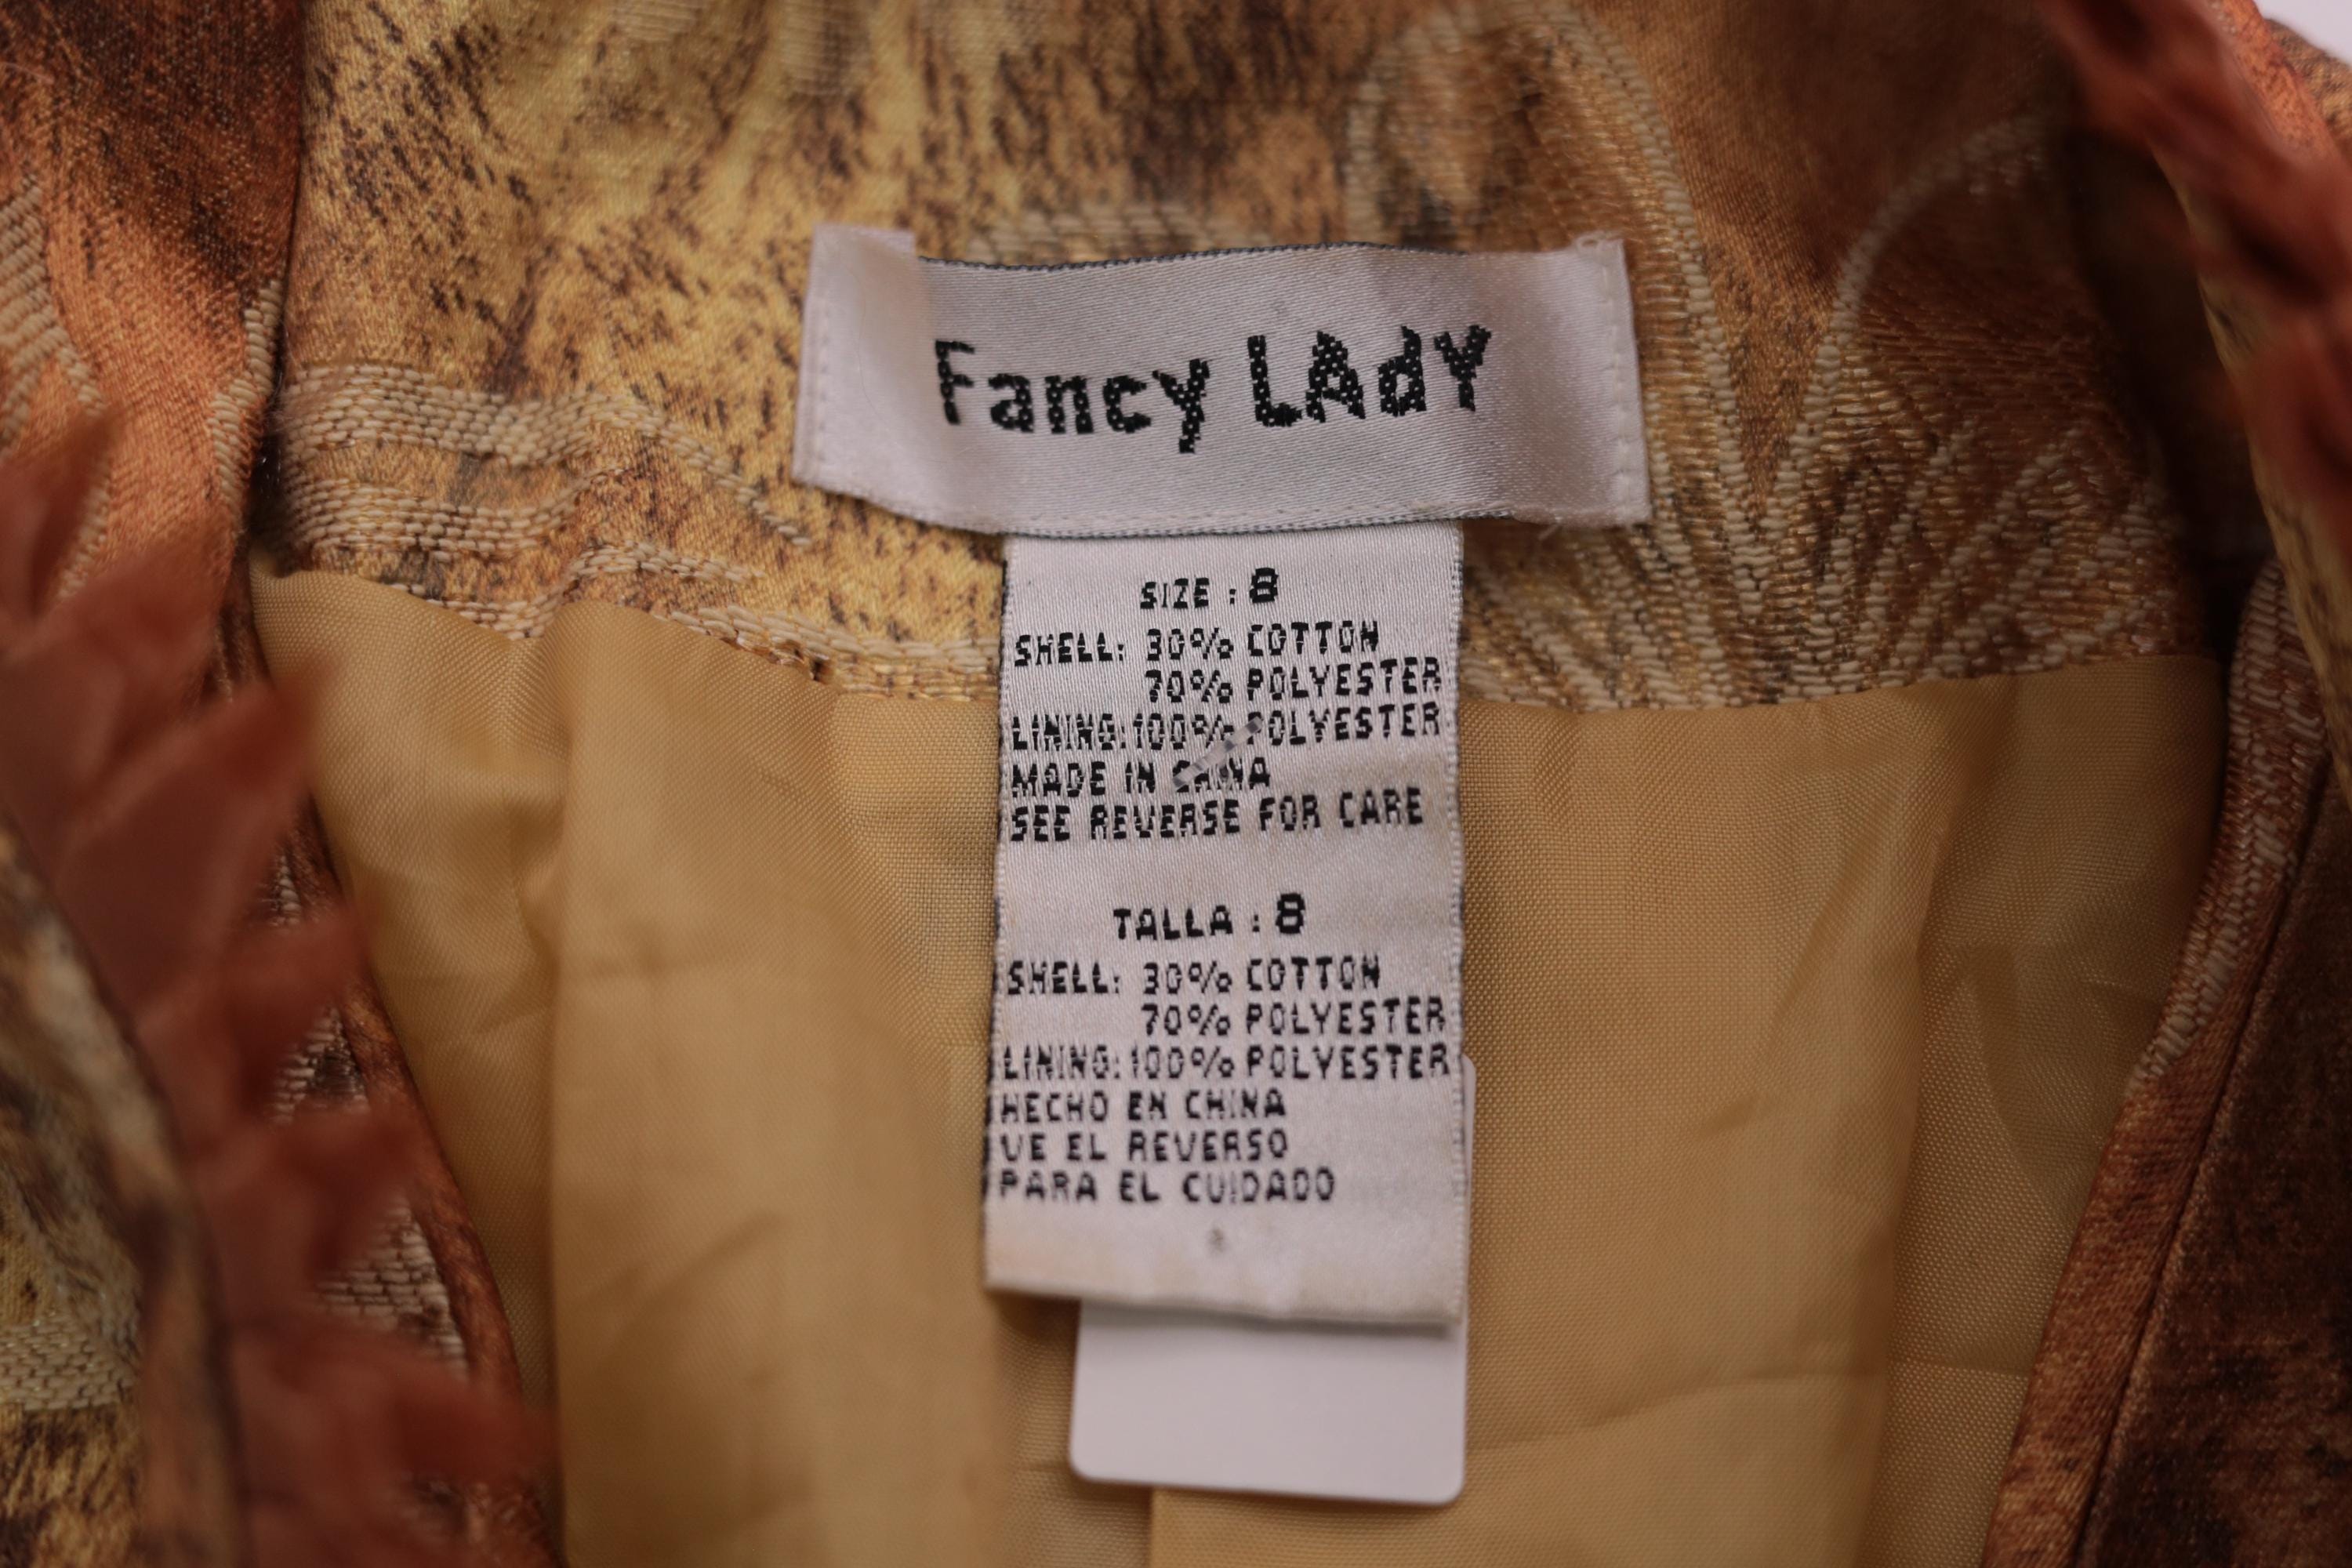 Fancy LAdY
SIZE : 8
SHELL: 30% COTTON
70% POLYESTER
LINING: 100% POLYESTER
MADE IN CHINA
SEE REVERSE FOR CARE
TALLA : 8
SHELL: 30% COTTON
70% POLYESTER
LINING: 100% POLYESTER
HECHO EN CHINA
VE EL REVERSO
PARA EL CUIDADO